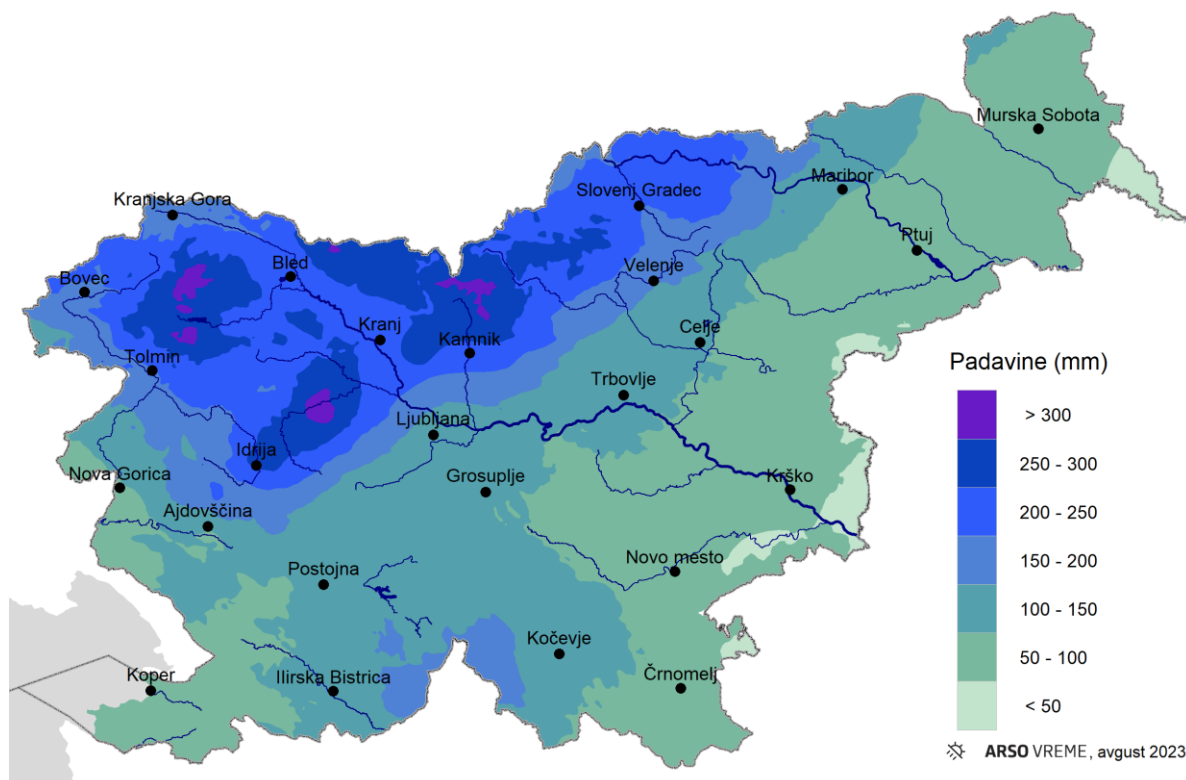 Murska Sobota
Maribor
Slovenj Gradec
Kranjska Gora
Ptuj
Bled
Velenje
Bovec
Kranj
Kamnik
Celje
Tolmin
Trbovlje
Ljubljana
Idrija
Nova Gorica
Grosuplje
Krško
Ajdovščina
Novo mesto
Postojna
Kočevje
Koper
Ilirska Bistrica
Črnomelj
Padavine (mm)
> 300
250 - 300
200 - 250
150 - 200
100 - 150
50 - 100
< 50
ARSO VREME, avgust 2023